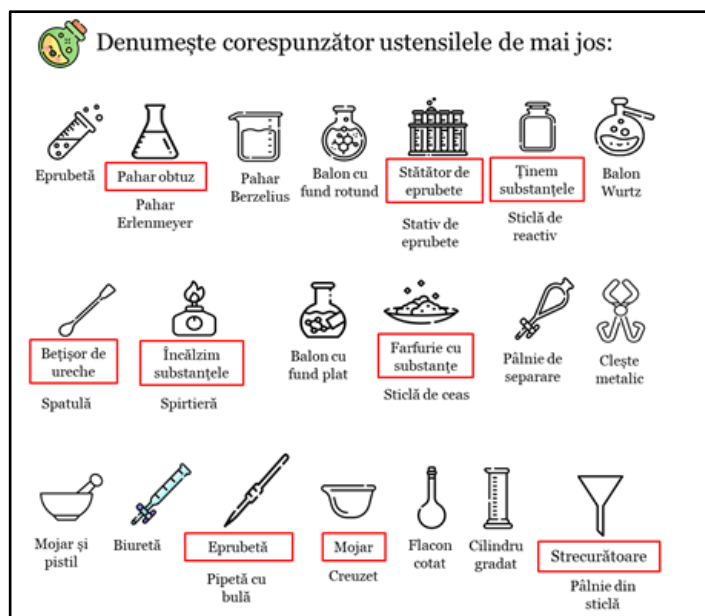 Denumește corespunzător ustensilele de mai jos:
Eprubetă
Pahar obtuz
Pahar
Erlenmeyer
Pahar
Berzelius
Balon cu
fund rotund
Stătător de
eprubete
Stativ de
eprubete
Ținem
substanțele
Sticlă de
reactiv
Balon
Wurtz
Bețișor de
ureche
Spatulă
Încălzim
substanțele
Spirtieră
Balon cu
fund plat
Farfurie cu
substanțe
Sticlă de ceas
Pâlnie de
separare
Clește
metalic
Mojar și
pistil
Biuretă
Eprubetă
Pipetă cu
bulă
Mojar
Creuzet
Flacon
cotat
Cilindru
gradat
Strecurătoare
Pâlnie din
sticlă